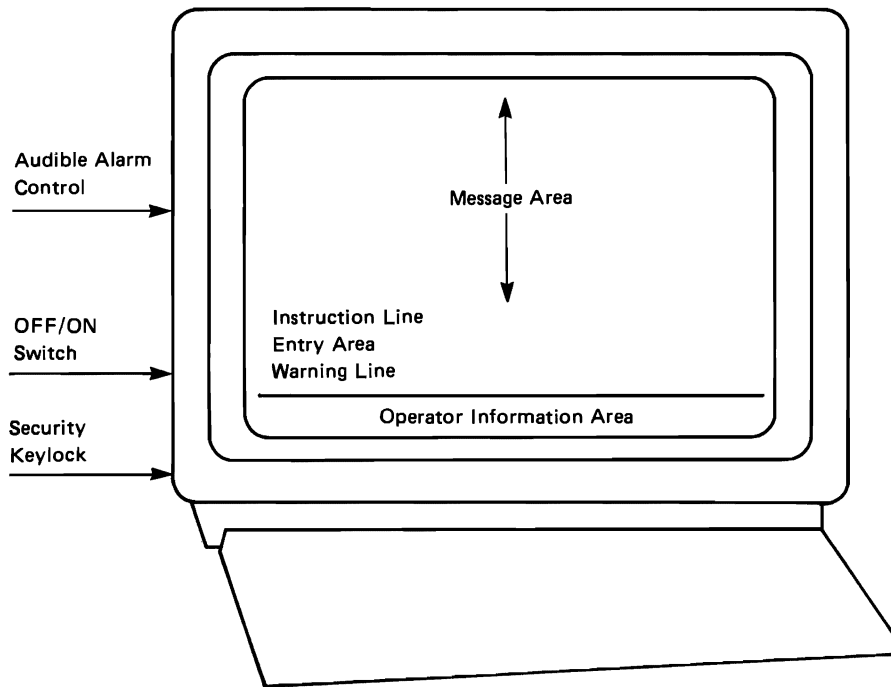 Audible Alarm
Control
Message Area
OFF/ON
Switch
Instruction Line
Entry Area
Warning Line
Operator Information Area
Security
Keylock